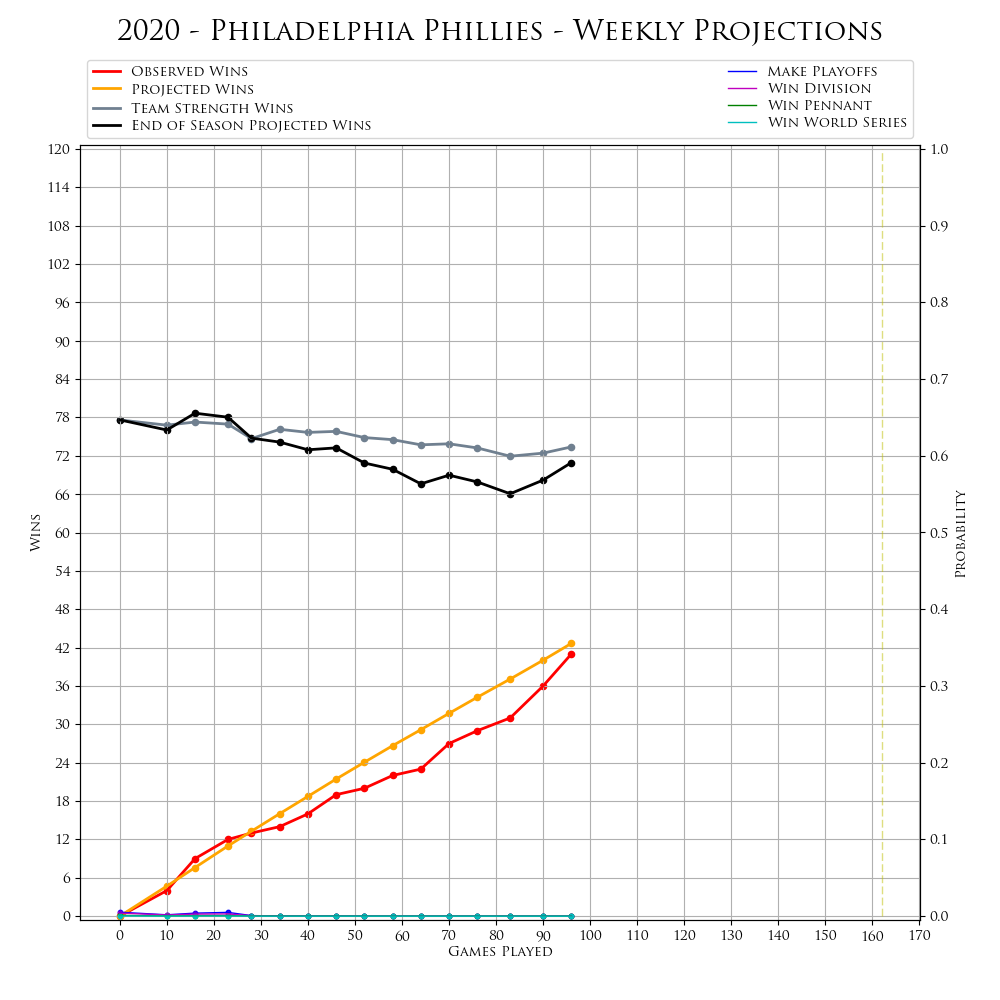 2020 - Philadelphia Phillies - Weekly Projections
Observed Wins
Projected Wins
Team Strength Wins
End of Season Projected Wins
Make Playoffs
Win Division
Win Pennant
Win World Series
120
114
108
102
96
90
84
78
72
66
60
54
48
42
36
30
24
18
12
6
0
Wins
1.0
0.9
0.8
0.7
0.6
0.5
0.4
0.3
0.2
0.1
0.0
Probability
0 10 20 30 40 50 60 70 80 90 100 110 120 130 140 150 160 170
Games Played